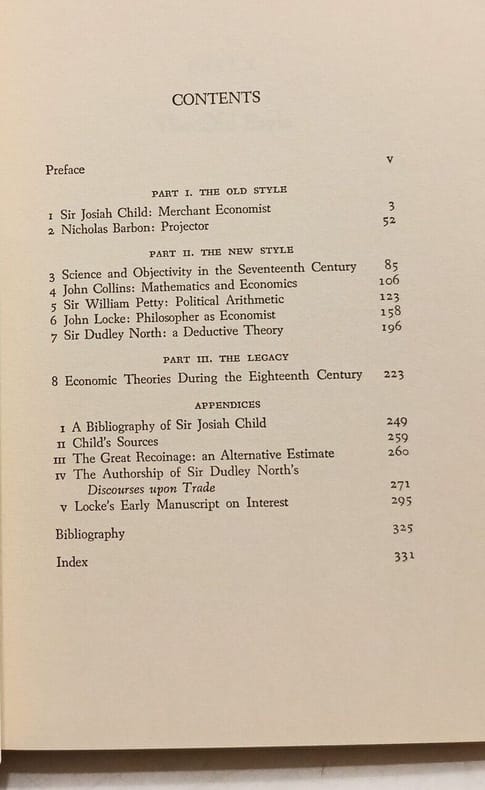 CONTENTS
Preface v
PART I. THE OLD STYLE
1 Sir Josiah Child: Merchant Economist 3
2 Nicholas Barbon: Projector 52
PART II. THE NEW STYLE
3 Science and Objectivity in the Seventeenth Century 85
4 John Collins: Mathematics and Economics 106
5 Sir William Petty: Political Arithmetic 123
6 John Locke: Philosopher as Economist 158
7 Sir Dudley North: a Deductive Theory 196
PART III. THE LEGACY
8 Economic Theories During the Eighteenth Century 223
APPENDICES
I A Bibliography of Sir Josiah Child 249
II Child's Sources 259
III The Great Recoinage: an Alternative Estimate 260
IV The Authorship of Sir Dudley North's
Discourses upon Trade 271
V Locke's Early Manuscript on Interest 295
Bibliography 325
Index 331